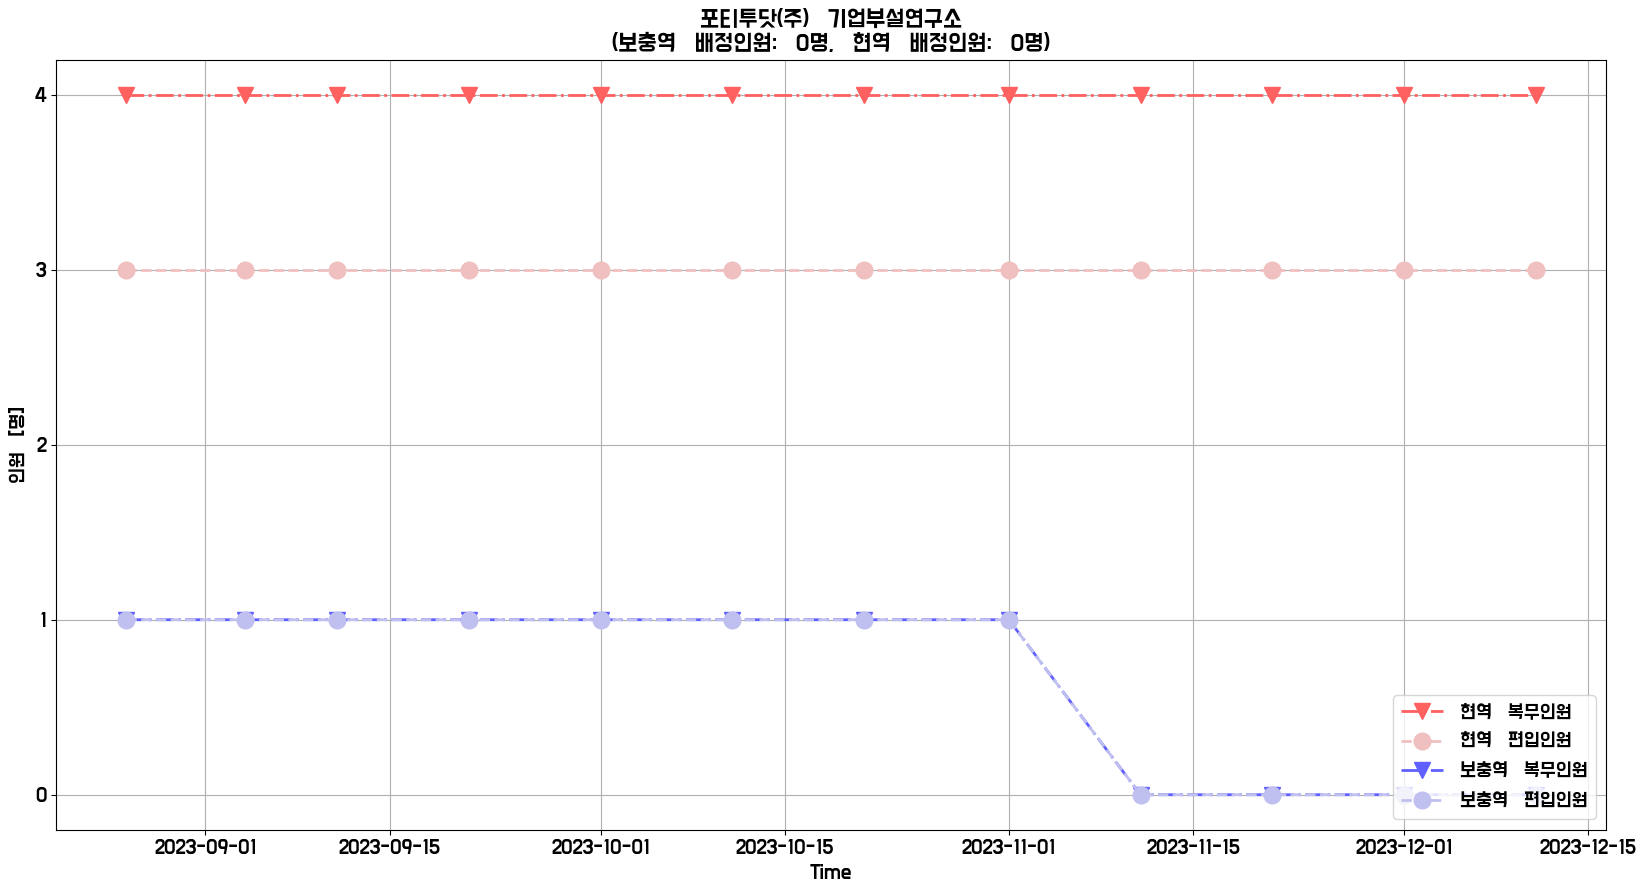 포티투닷(주) 기업부설연구소
(보충역 배정인원: 0명, 현역 배정인원: 0명)
인원 [명]
4
3
2
1
0
현역 복무인원
현역 편입인원
보충역 복무인원
보충역 편입인원
2023-09-01 2023-09-15 2023-10-01 2023-10-15 2023-11-01 2023-11-15 2023-12-01 2023-12-15
Time